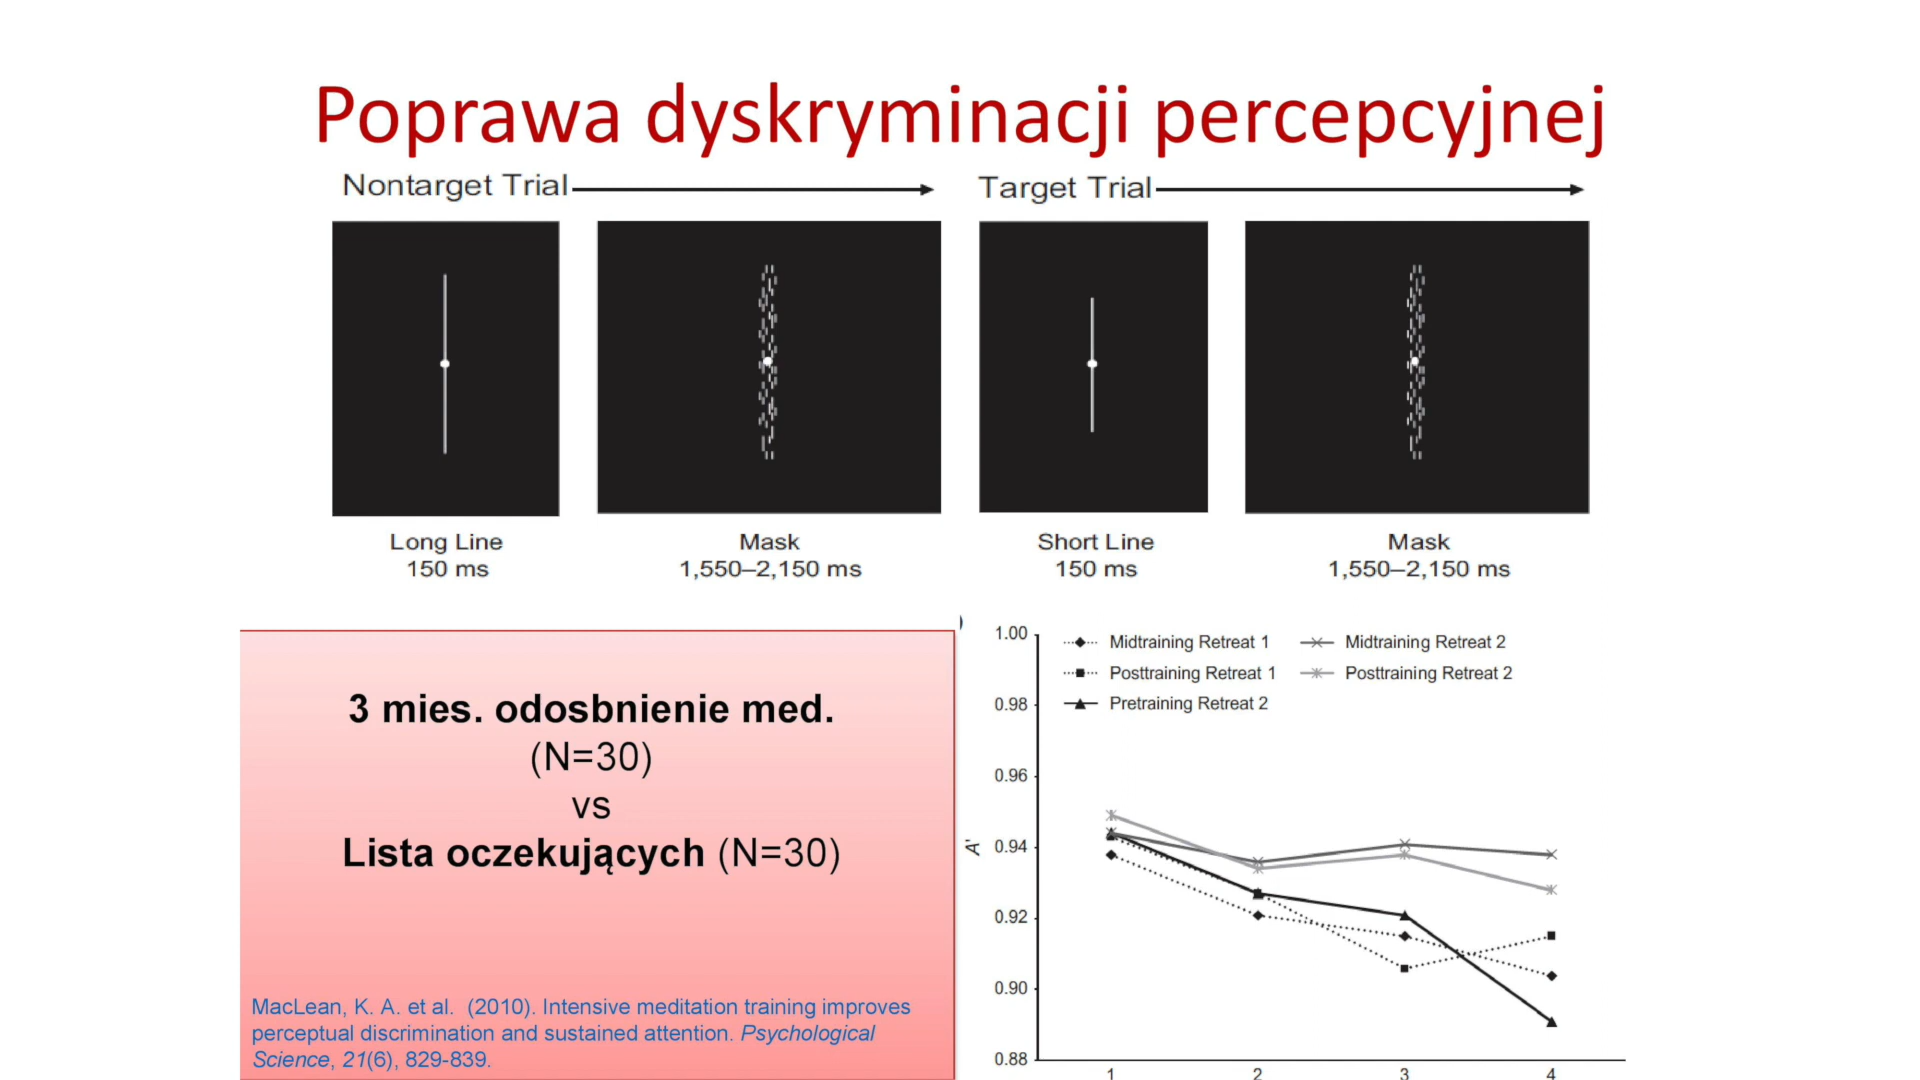 Poprawa dyskryminacji percepcyjnej
Nontarget Trial
Target Trial
Long Line
150 ms
Mask
1,550–2,150 ms
Short Line
150 ms
Mask
1,550–2,150 ms
3 mies. odosbnienie med.
(N=30)
vs
Lista oczekujących (N=30)
MacLean, K. A. et al. (2010). Intensive meditation training improves
perceptual discrimination and sustained attention. Psychological
Science, 21(6), 829-839.
Midtraining Retreat 1
Midtraining Retreat 2
Posttraining Retreat 1
Posttraining Retreat 2
Pretraining Retreat 2
1.00
0.98
0.96
0.94
0.92
0.90
0.88
A'
1 2 3 4